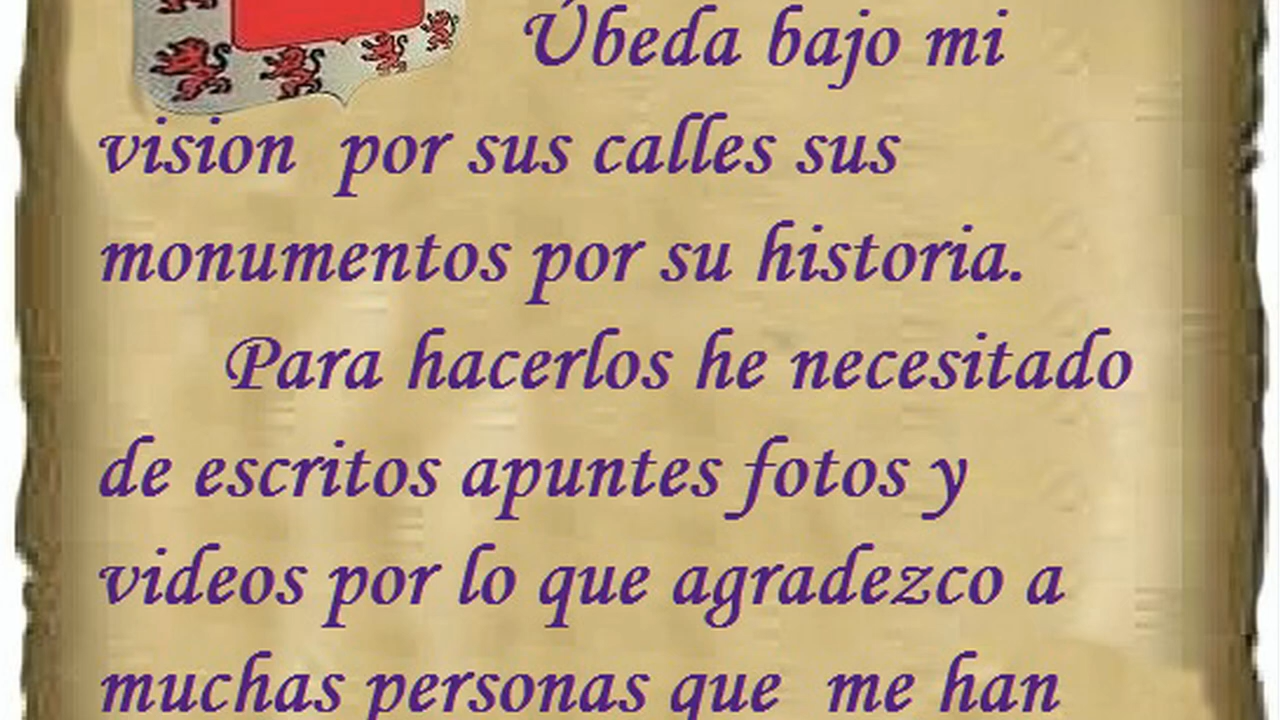 Úbeda bajo mi
vision por sus calles sus
monumentos por su historia.
Para hacerlos he necesitado
de escritos apuntes fotos y
videos por lo que agradezco a
muchas personas que me han